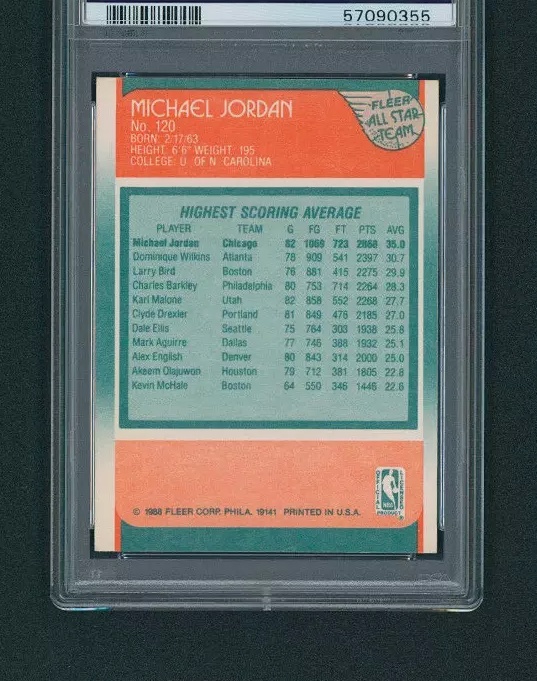 57090355
MICHAEL JORDAN
No. 120
BORN: 2/17/63
HEIGHT: 6'6" WEIGHT: 195
COLLEGE: U. OF N. CAROLINA
FLEER
ALL STAR
TEAM
HIGHEST SCORING AVERAGE
PLAYER TEAM G FG FT PTS AVG
Michael Jordan Chicago 82 1069 723 2868 35.0
Dominique Wilkins Atlanta 78 909 541 2397 30.7
Larry Bird Boston 76 881 415 2275 29.9
Charles Barkley Philadelphia 80 753 714 2264 28.3
Karl Malone Utah 82 858 552 2268 27.7
Clyde Drexler Portland 81 849 476 2185 27.0
Dale Ellis Seattle 75 764 303 1938 25.8
Mark Aguirre Dallas 77 746 388 1932 25.1
Alex English Denver 80 843 314 2000 25.0
Akeem Olajuwon Houston 79 712 381 1805 22.8
Kevin McHale Boston 64 550 346 1446 22.6
OFFICIAL LICENSED
NBA
PRODUCT
© 1988 FLEER CORP. PHILA. 19141 PRINTED IN U.S.A.